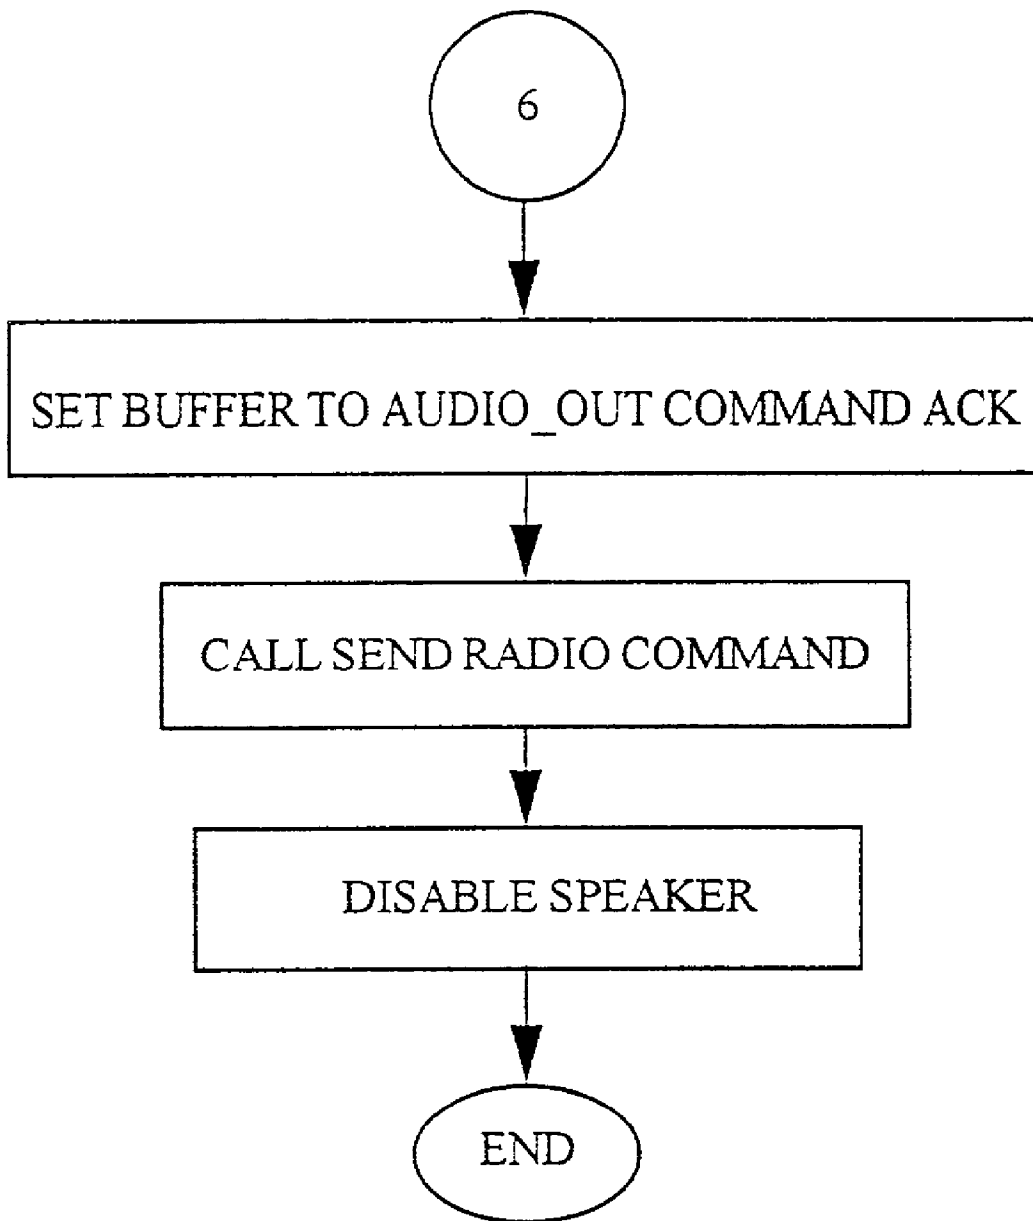 6
SET BUFFER TO AUDIO_OUT COMMAND ACK
CALL SEND RADIO COMMAND
DISABLE SPEAKER
END